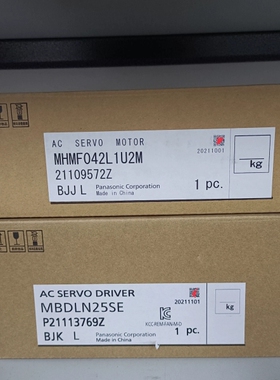 AC SERVO MOTOR
20211001
MHMF042L1U2M
21109572Z
BJJ L
Panasonic Corporation
Made in China
1 pc.
kg
AC SERVO DRIVER
20211101
MBDLN25SE
P21113769Z
BJK L
Panasonic Corporation
Made in China
1 pc.
kg